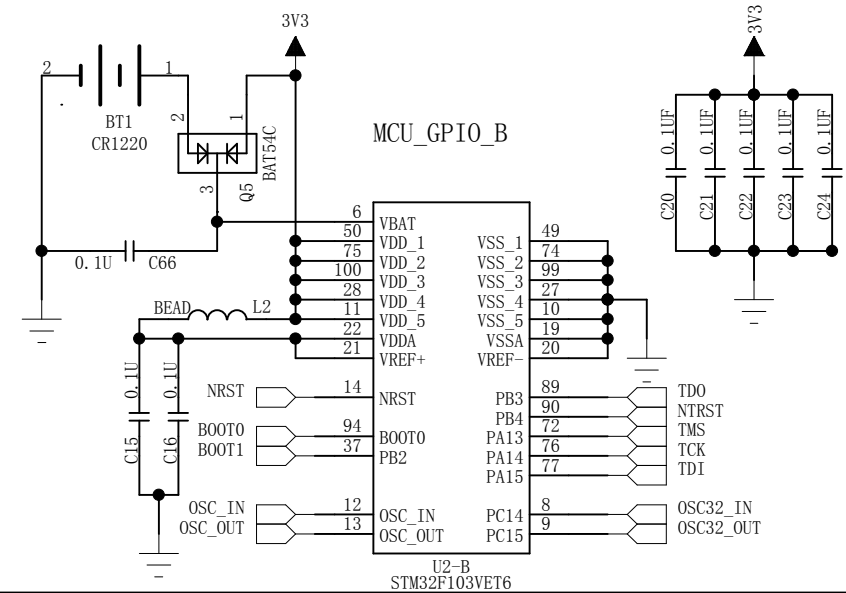 3V3
3V3
2
1
BT1
CR1220
2
1
BAT54C
3
Q5
0.1U
C66
MCU_GPIO_B
0.1UF
0.1UF
0.1UF
0.1UF
0.1UF
C20
C21
C22
C23
C24
6 VBAT
50 VDD_1
75 VDD_2
100 VDD_3
28 VDD_4
11 VDD_5
22 VDDA
21 VREF+
VSS_1 49
VSS_2 74
VSS_3 99
VSS_4 27
VSS_5 10
VSSA 19
VREF- 20
BEAD L2
0.1U
0.1U
C15
C16
NRST 14 NRST
BOOT0 94 BOOT0
BOOT1 37 PB2
OSC_IN 12 OSC_IN
OSC_OUT 13 OSC_OUT
PB3 89 TDO
PB4 90 NTRST
PA13 72 TMS
PA14 76 TCK
PA15 77 TDI
PC14 8 OSC32_IN
PC15 9 OSC32_OUT
U2-B
STM32F103VET6